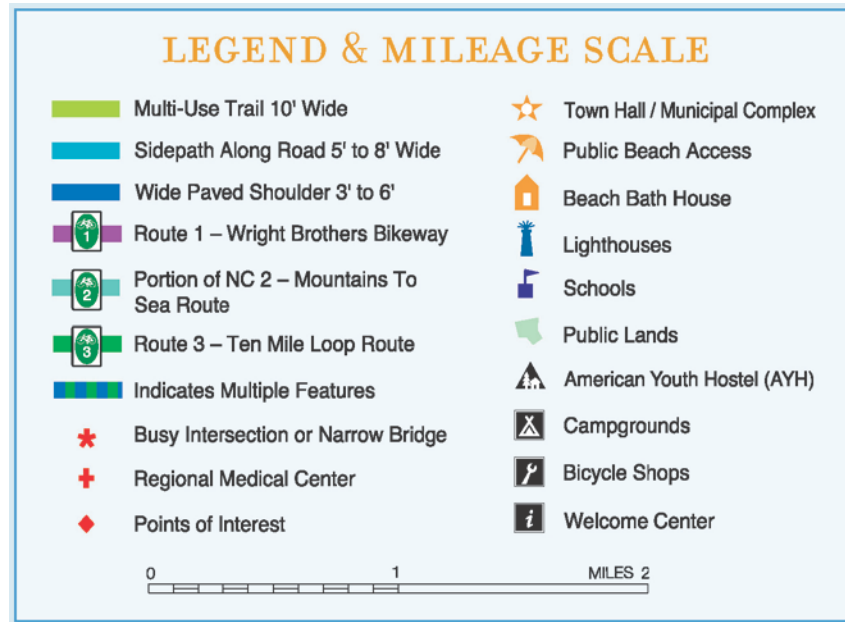 LEGEND & MILEAGE SCALE
Multi-Use Trail 10' Wide
Sidepath Along Road 5' to 8' Wide
Wide Paved Shoulder 3' to 6'
1 Route 1 – Wright Brothers Bikeway
2 Portion of NC 2 – Mountains To
Sea Route
3 Route 3 – Ten Mile Loop Route
Indicates Multiple Features
Busy Intersection or Narrow Bridge
Regional Medical Center
Points of Interest
Town Hall / Municipal Complex
Public Beach Access
Beach Bath House
Lighthouses
Schools
Public Lands
American Youth Hostel (AYH)
Campgrounds
Bicycle Shops
i Welcome Center
0 1 MILES 2